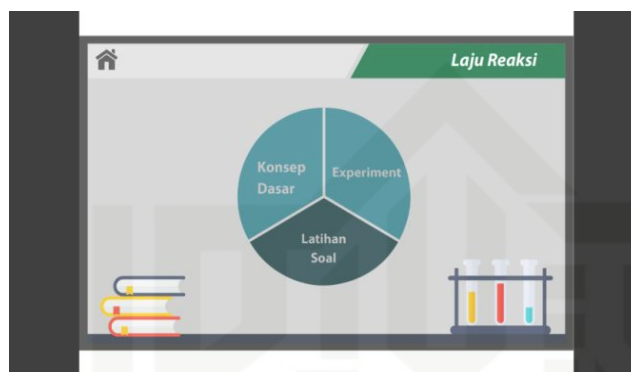 Laju Reaksi
Konsep
Dasar
Experiment
Latihan
Soal